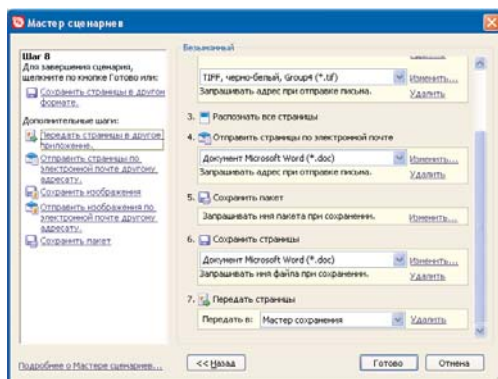 Мастер сценариев
Шаг 8
Для завершения сценария,
щелкните по кнопке Готово или:
Сохранить страницы в другом
формате.
Дополнительные шаги:
Передать страницы в другое
приложение.
Отправить страницы по
электронной почте другому
адресату.
Сохранить изображения
Отправить изображения по
электронной почте другому
адресату.
Сохранить пакет
Подробнее о Мастере сценариев...
Безымянный
Удалить
TIFF, черно-белый, Group4 (*.tif)
Изменить...
Запрашивать адрес при отправке письма.
Удалить
3. Распознать все страницы
4. Отправить страницы по электронной почте
Документ Microsoft Word (*.doc)
Изменить...
Запрашивать адрес при отправке письма.
Удалить
5. Сохранить пакет
Запрашивать имя пакета при сохранении.
Изменить...
6. Сохранить страницы
Документ Microsoft Word (*.doc)
Изменить...
Запрашивать имя файла при сохранении.
Удалить
7. Передать страницы
Передать в: Мастер сохранения
Удалить
<< Назад
Готово
Отмена